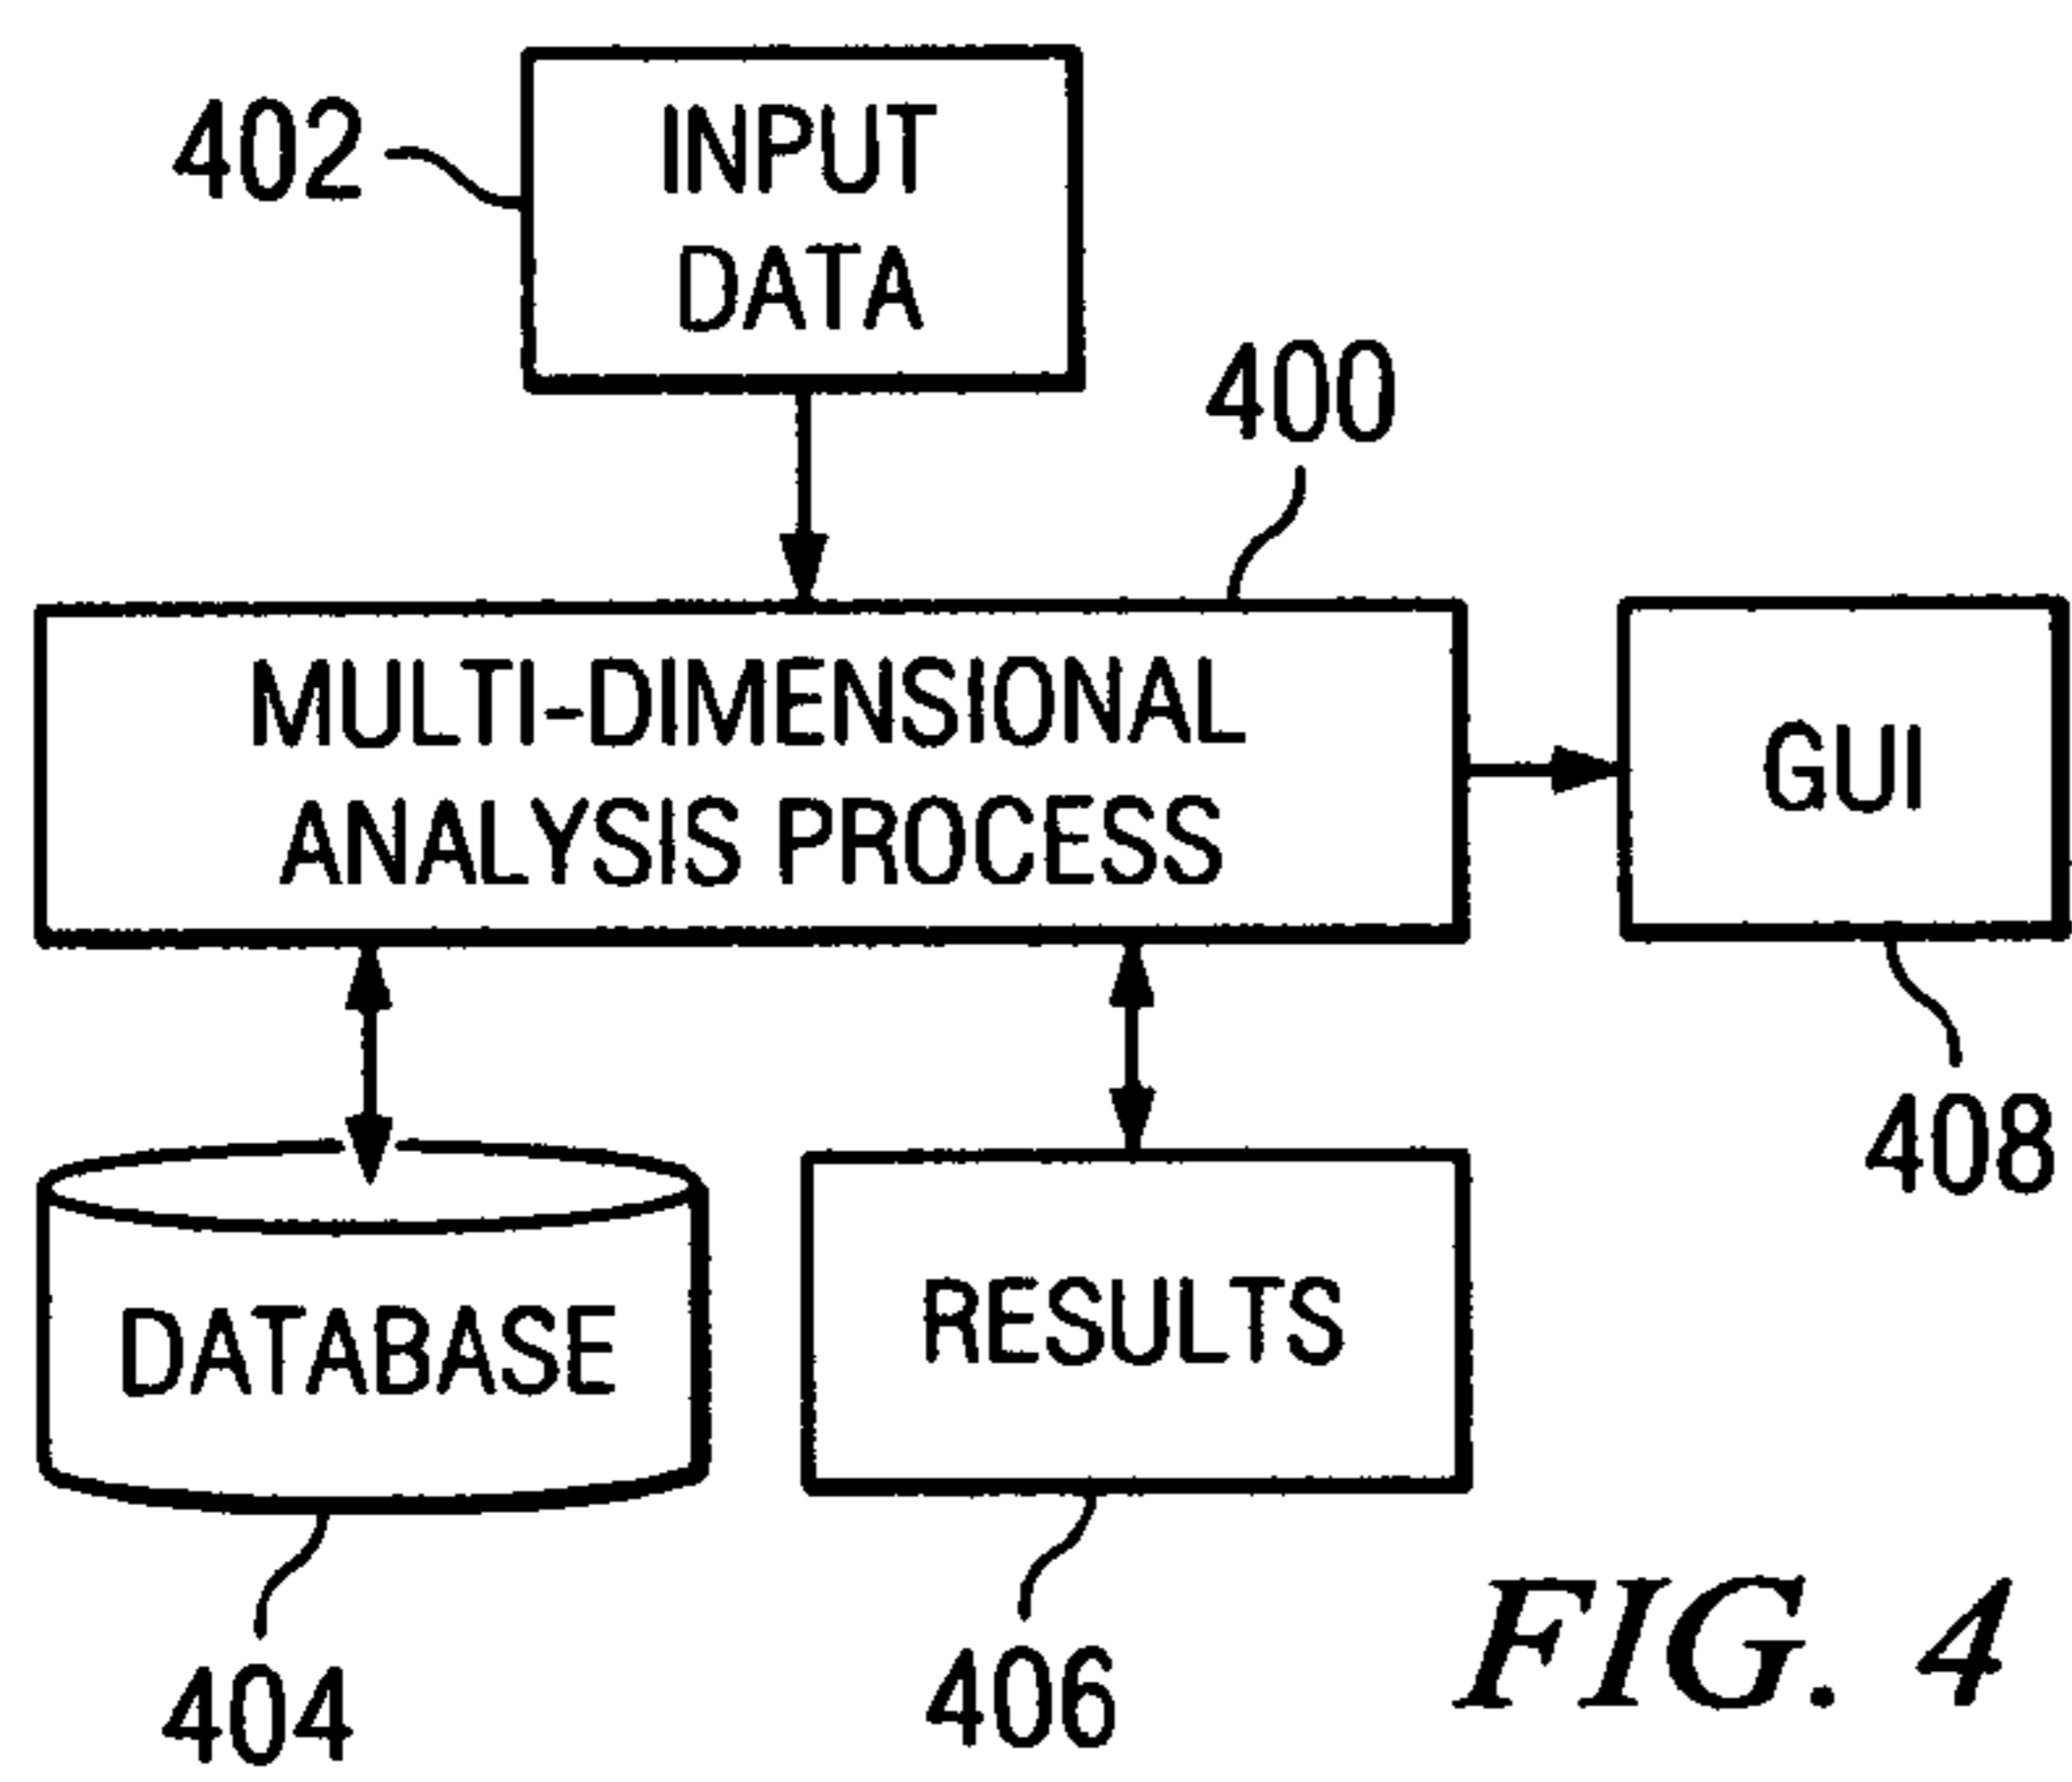 402
INPUT
DATA
400
MULTI-DIMENSIONAL
ANALYSIS PROCESS
GUI
408
DATABASE
RESULTS
404
406
FIG. 4